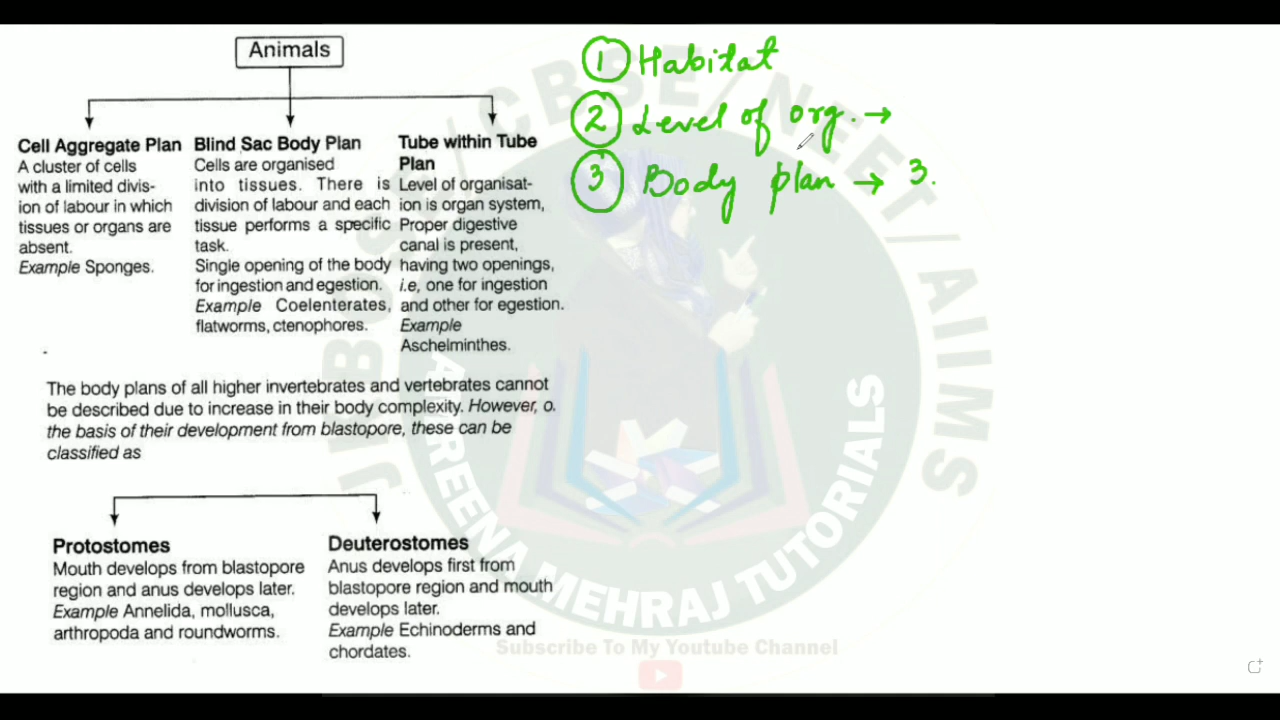 Animals
Cell Aggregate Plan
A cluster of cells
with a limited divis-
ion of labour in which
tissues or organs are
absent.
Example Sponges.
Blind Sac Body Plan
Cells are organised
into tissues. There is
division of labour and each
tissue performs a specific
task.
Single opening of the body
for ingestion and egestion.
Example Coelenterates,
flatworms, ctenophores.
Tube within Tube
Plan
Level of organisat-
ion is organ system,
Proper digestive
canal is present,
having two openings,
i.e, one for ingestion
and other for egestion.
Example
Aschelminthes.
1 Habitat
2 Level of org. →
3 Body plan → 3.
The body plans of all higher invertebrates and vertebrates cannot
be described due to increase in their body complexity. However, o.
the basis of their development from blastopore, these can be
classified as
Protostomes
Mouth develops from blastopore
region and anus develops later.
Example Annelida, mollusca,
arthropoda and roundworms.
Deuterostomes
Anus develops first from
blastopore region and mouth
develops later.
Example Echinoderms and
chordates.
JKBOSE/CBSE/NEET/AIIMS
MEHRAJ TUTORIALS
Subscribe To My Youtube Channel